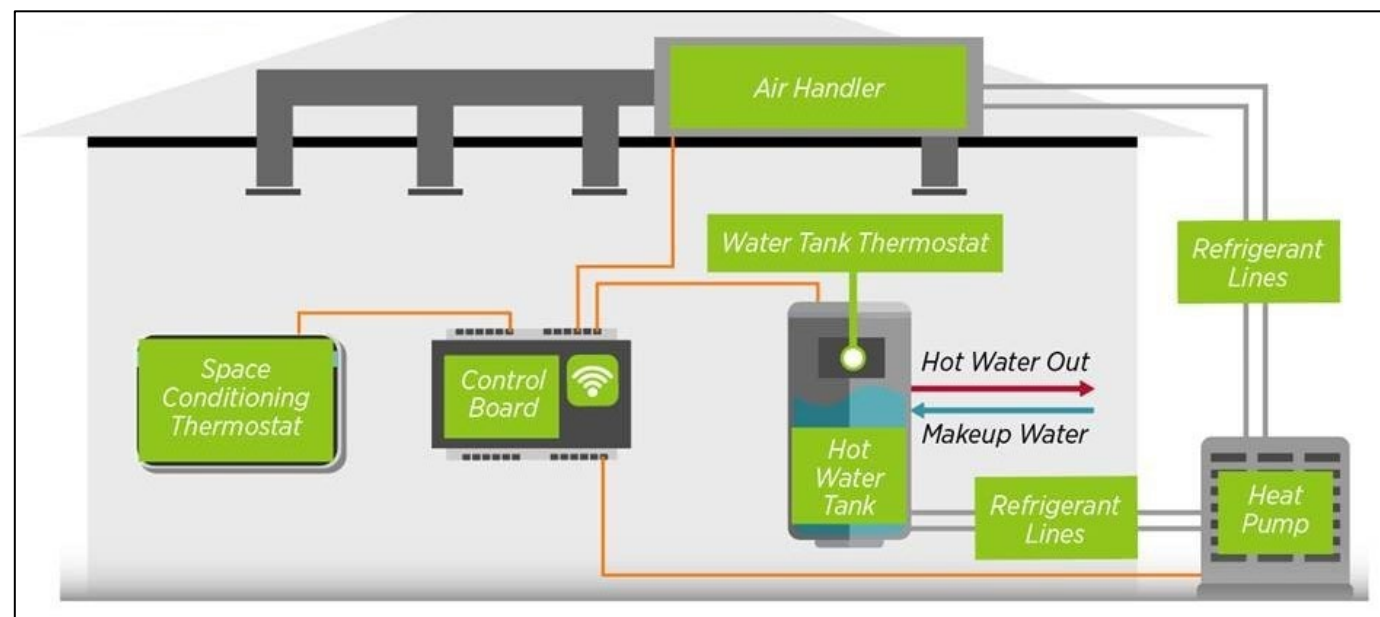 Air Handler
Water Tank Thermostat
Refrigerant
Lines
Space
Conditioning
Thermostat
Control
Board
Hot Water Out
Makeup Water
Hot
Water
Tank
Refrigerant
Lines
Heat
Pump